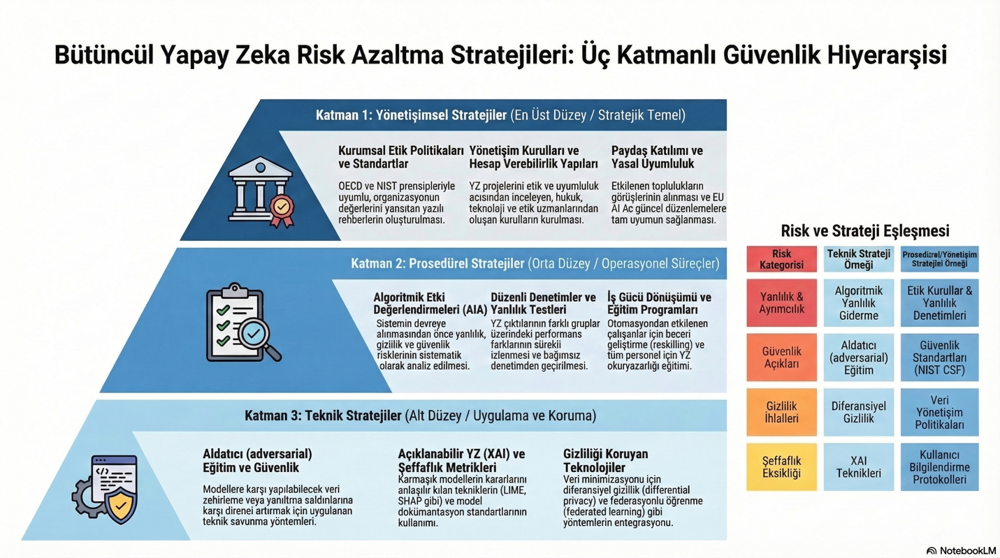 Bütüncül Yapay Zeka Risk Azaltma Stratejileri: Üç Katmanlı Güvenlik Hiyerarşisi
Katman 1: Yönetişimsel Stratejiler (En Üst Düzey / Stratejik Temel)
Kurumsal Etik Politikaları
ve Standartlar
OECD ve NIST prensipleriyle
uyumlu, organizasyonun
değerlerini yansıtan yazılı
rehberlerin oluşturulması.
Yönetişim Kurulları ve
Hesap Verebilirlik Yapıları
YZ projelerini etik ve uyumluluk
acısından inceleyen, hukuk,
teknolaji ve etik uzmanlarından
oluşan kurulların kurulması.
Paydaş Katılımı ve
Yasal Uyumluluk
Etkilenen toplulukların
görüşlerinin alınması ve EU
AI Ac güncel düzenlemelere
tam uyumun sağlanması.
Katman 2: Prosedürel Stratejiler (Orta Düzey / Operasyonel Süreçler)
Algoritmik Etki
Değerlendirmeleri (AIA)
Sistemin devreye
alınmasından önce yanlılık,
gizlilik ve güvenlik
risklerinin sistematik
olarak analiz edilmesi.
Düzenli Denetimler ve
Yanlılık Testleri
YZ çıktılarının farklı gruplar
üzerindeki performans
farklarının sürekii
izlenmesi ve bağımsız
denetimden geçirilmesi.
İş Gücü Dönüşümü ve
Eğitim Programları
Otomasyondan etkilenen
çalışanlar için beceri
geliştirme (reskilling) ve
tüm personel için YZ
okuryazarlığı eğitimi.
Katman 3: Teknik Stratejiler (Alt Düzey / Uygulama ve Koruma)
Aldatıcı (adversarial)
Eğitim ve Güvenlik
Modellere karşı yapılabilecek veri
zehirleme veya yanıltma saldırılarına
karşı direnei artırmak için uygulanan
teknik savunma yöntemleri.
Açıklanabilir YZ (XAI) ve
Şeffaflık Metrikleri
Karmaşık modellerin kararlarını
anlaşılır kılan tekniklerin (LIME,
SHAP gibi) ve model
dokümantasyon standartlarının
kullanımı.
Gizliliği Koruyan
Teknolojiler
Veri minimizasyonu için
diferansiyel gizillik (differential
privacy) ve federasyonlu öğrenme
(federated learning) gibi
yöntemlerin entegrasyonu.
Risk ve Strateji Eşleşmesi
Risk
Kategorisi
Teknik Strateji
Örneği
Prosedürel/Yönetişim
Stratejlei Örneği
Yanlılık &
Ayrımcılık
Algoritmik
Yanlılık
Giderme
Etik Kurullar &
Yanlılık
Denetimleri
Güvenlik
Açıkları
Aldatıcı
(adversarial)
Eğitim
Güvenlik
Standartları
(NIST CSF)
Gizlilik
İhlalleri
Diferansiyel
Gizlilik
Veri
Yönetişim
Politikaları
Şeffaflık
Eksikliği
XAI
Teknikleri
Kullanıcı
Bilgilendirme
Protokolleri
NotebookLM